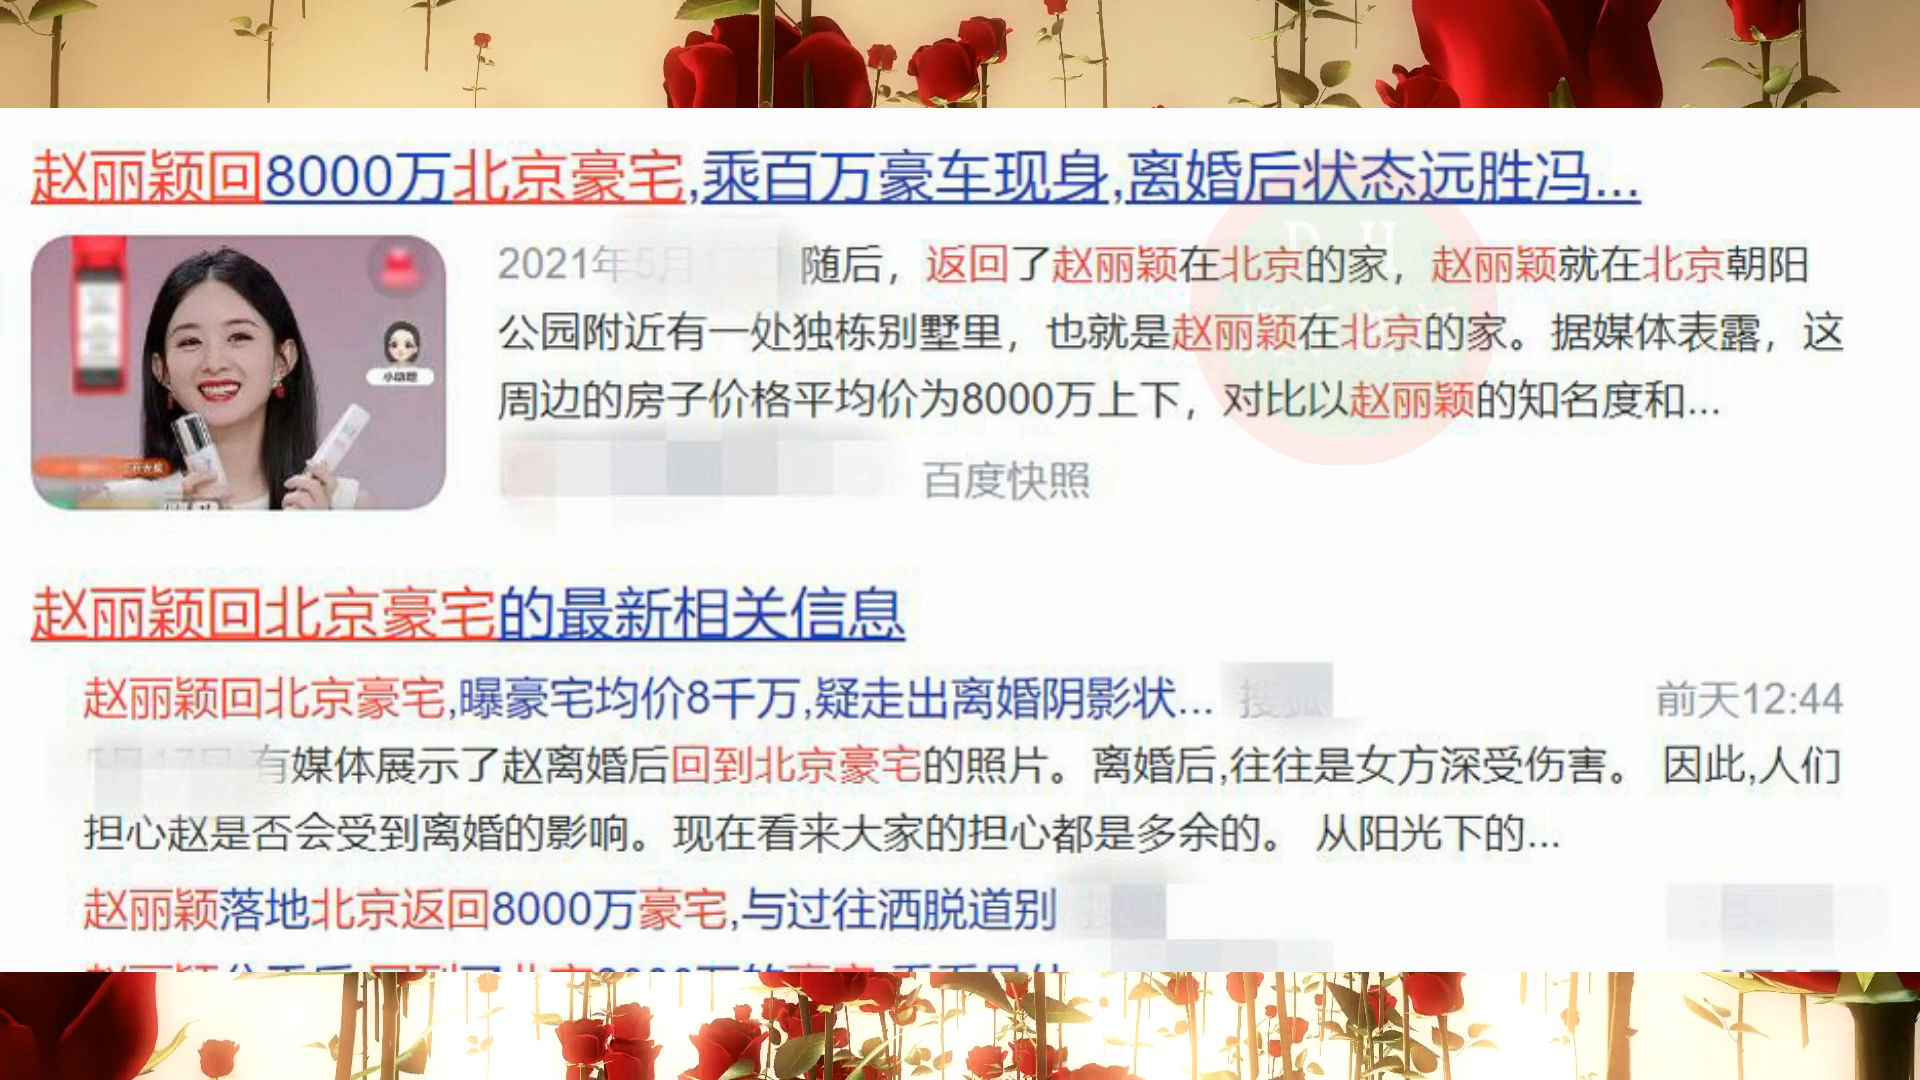 赵丽颖回8000万北京豪宅,乘百万豪车现身,离婚后状态远胜冯...
2021年5月 随后，返回了赵丽颖在北京的家，赵丽颖就在北京朝阳
公园附近有一处独栋别墅里，也就是赵丽颖在北京的家。据媒体表露，这
周边的房子价格平均价为8000万上下，对比以赵丽颖的知名度和...
百度快照
赵丽颖回北京豪宅的最新相关信息
赵丽颖回北京豪宅,曝豪宅均价8千万,疑走出离婚阴影状... 搜狐 前天12:44
有媒体展示了赵离婚后回到北京豪宅的照片。离婚后,往往是女方深受伤害。 因此,人们
担心赵是否会受到离婚的影响。现在看来大家的担心都是多余的。 从阳光下的...
赵丽颖落地北京返回8000万豪宅,与过往洒脱道别